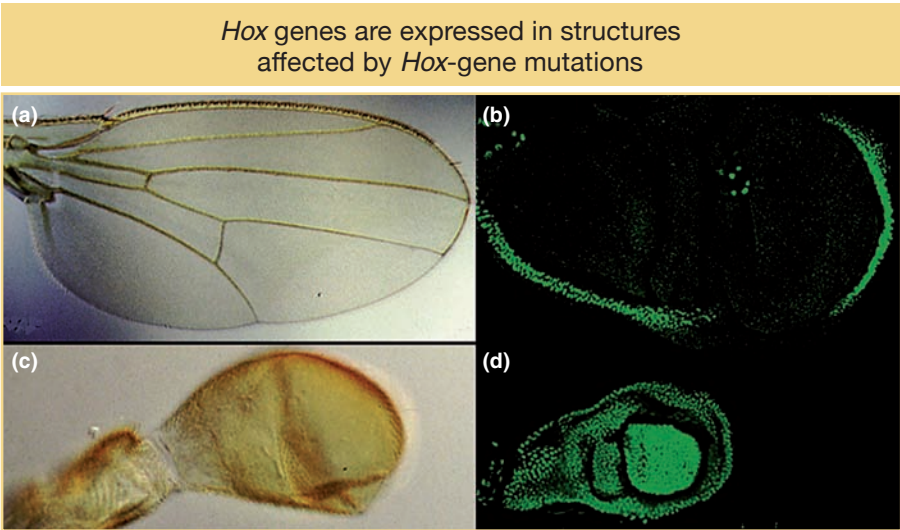 Hox genes are expressed in structures
affected by Hox-gene mutations
(a)
(b)
(c)
(d)